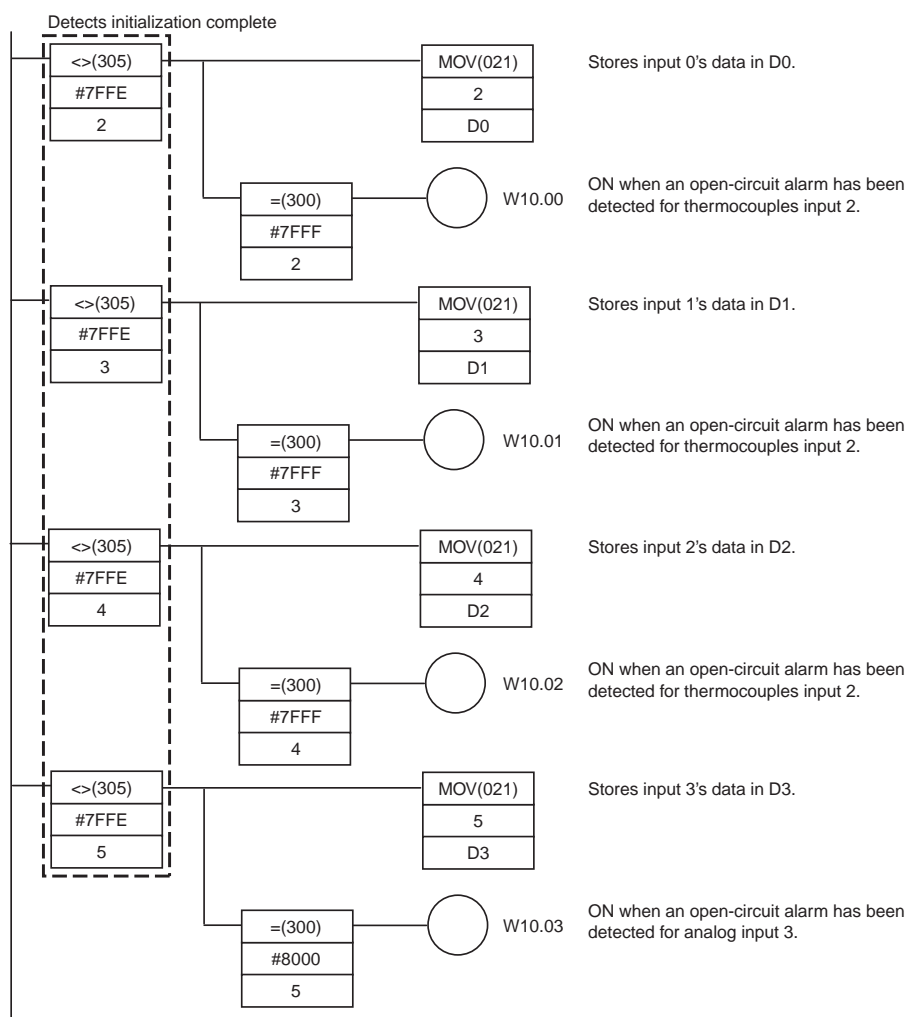 Detects initialization complete
<>(305)
#7FFE
2
MOV(021)
2
D0
Stores input 0's data in D0.
=(300)
#7FFF
2
W10.00
ON when an open-circuit alarm has been
detected for thermocouples input 2.
<>(305)
#7FFE
3
MOV(021)
3
D1
Stores input 1's data in D1.
=(300)
#7FFF
3
W10.01
ON when an open-circuit alarm has been
detected for thermocouples input 2.
<>(305)
#7FFE
4
MOV(021)
4
D2
Stores input 2's data in D2.
=(300)
#7FFF
4
W10.02
ON when an open-circuit alarm has been
detected for thermocouples input 2.
<>(305)
#7FFE
5
MOV(021)
5
D3
Stores input 3's data in D3.
=(300)
#8000
5
W10.03
ON when an open-circuit alarm has been
detected for analog input 3.